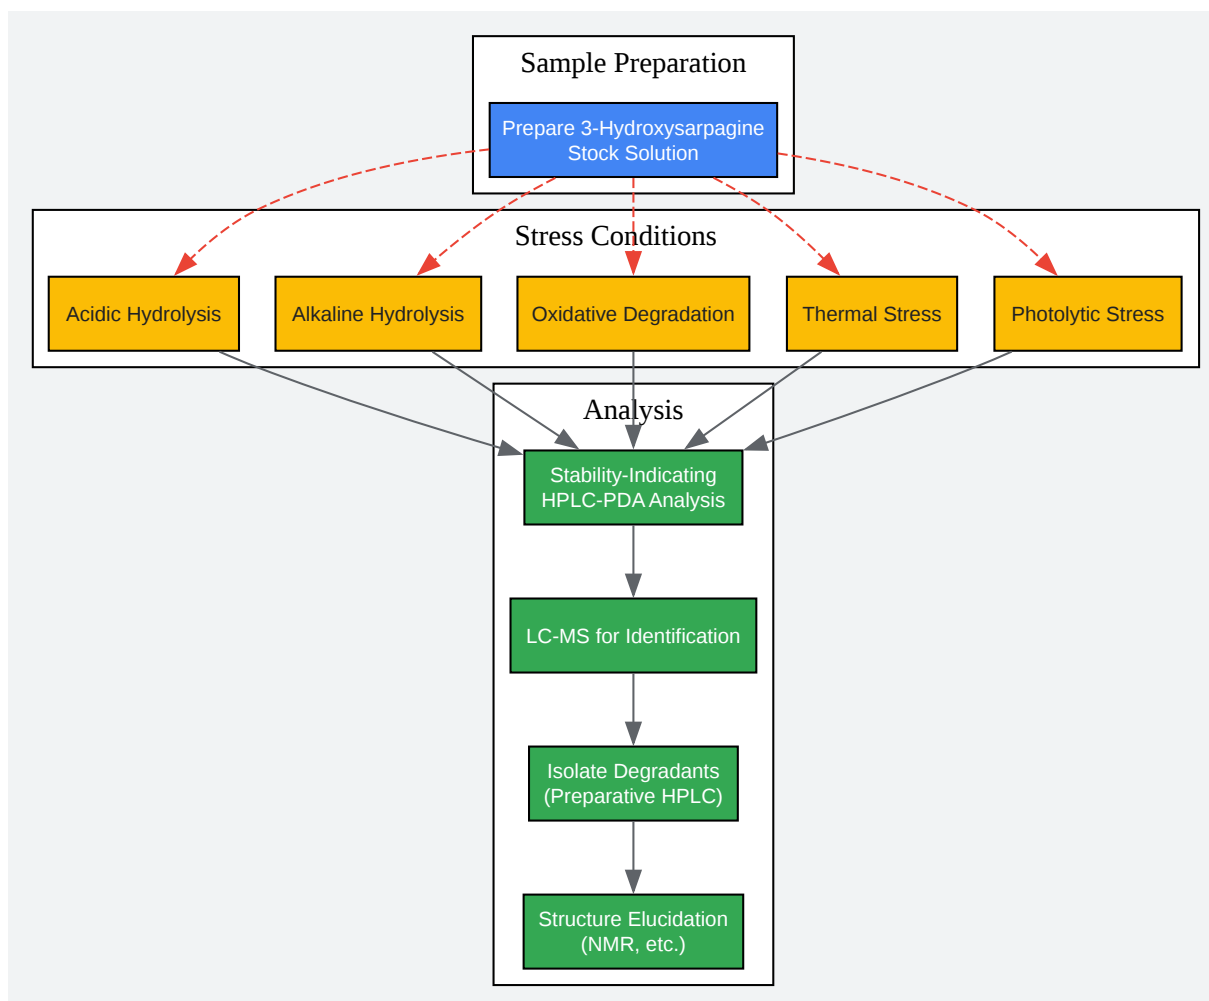 Sample Preparation
Prepare 3-Hydroxysarpagine
Stock Solution
Stress Conditions
Acidic Hydrolysis
Alkaline Hydrolysis
Oxidative Degradation
Thermal Stress
Photolytic Stress
Analysis
Stability-Indicating
HPLC-PDA Analysis
LC-MS for Identification
Isolate Degradants
(Preparative HPLC)
Structure Elucidation
(NMR, etc.)